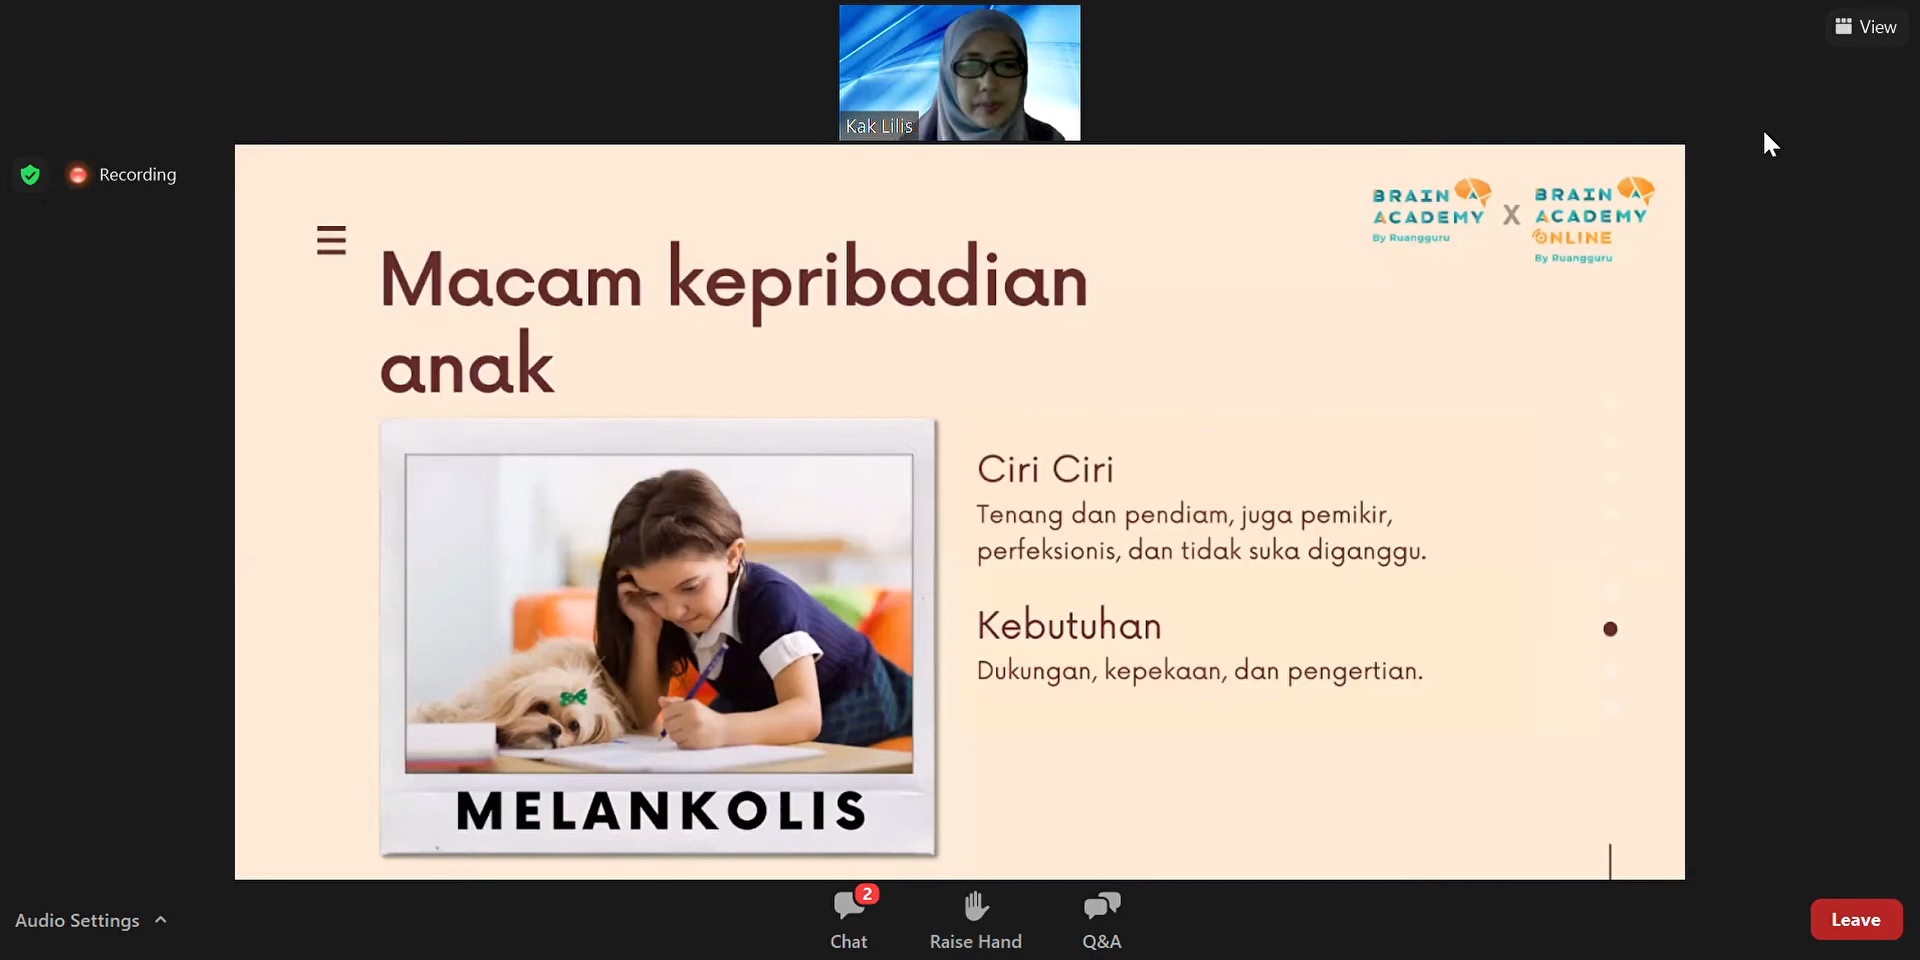 View
Kak Lilis
Recording
BRAIN
ACADEMY
By Ruangguru
X
BRAIN
ACADEMY
ONLINE
By Ruangguru
Macam kepribadian
anak
MELANKOLIS
Ciri Ciri
Tenang dan pendiam, juga pemikir,
perfeksionis, dan tidak suka diganggu.
Kebutuhan
Dukungan, kepekaan, dan pengertian.
Audio Settings
2
Chat
Raise Hand
Q&A
Leave